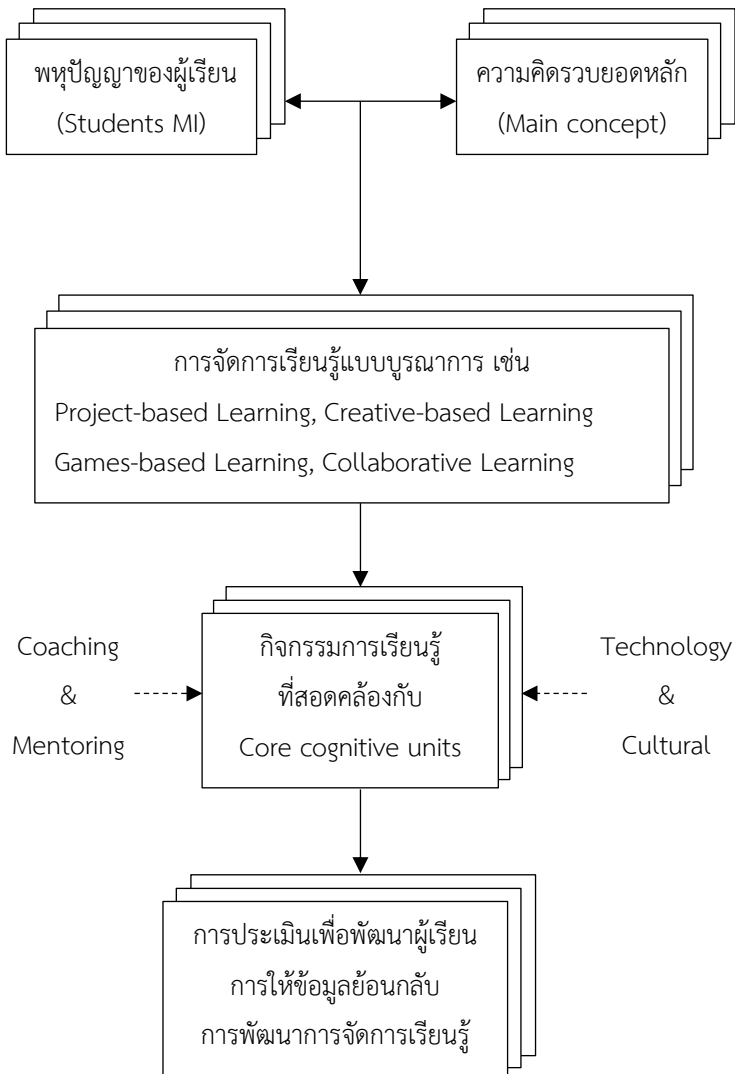 พหุปัญญาของผู้เรียน
(Students MI)
ความคิดรวบยอดหลัก
(Main concept)
การจัดการเรียนรู้แบบบูรณาการ เช่น
Project-based Learning, Creative-based Learning
Games-based Learning, Collaborative Learning
Coaching
&
Mentoring
กิจกรรมการเรียนรู้
ที่สอดคล้องกับ
Core cognitive units
Technology
&
Cultural
การประเมินเพื่อพัฒนาผู้เรียน
การให้ข้อมูลย้อนกลับ
การพัฒนาการจัดการเรียนรู้